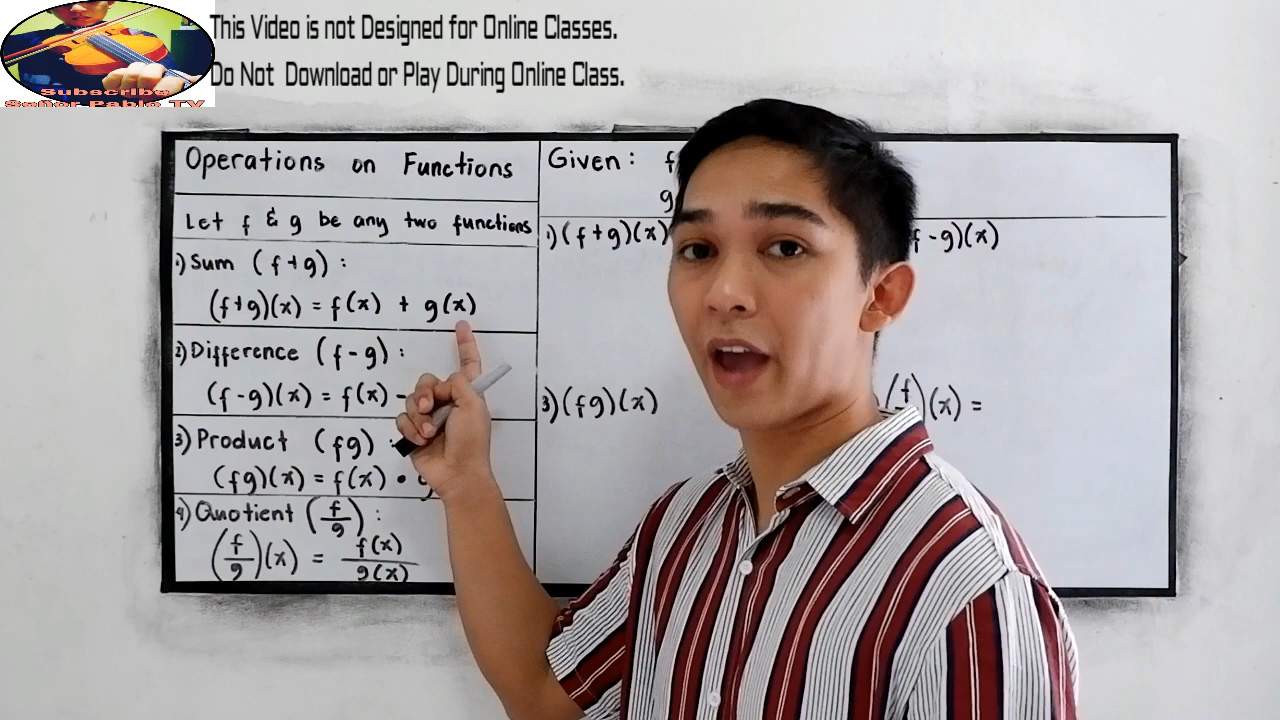 This Video is not Designed for Online Classes.
Do Not Download or Play During Online Class.
Subscribe
Señor Pablo TV
Operations on Functions
Let f & g be any two functions
1) Sum (f+g) :
(f+g)(x) = f(x) + g(x)
2) Difference (f-g) :
(f-g)(x) = f(x) -
3) Product (fg) :
(fg)(x) = f(x) •
4) Quotient (f/g) :
(f/g)(x) = f(x)/g(x)
Given: f
g
1) (f+g)(x)
f-g)(x)
3) (fg)(x)
(f/)(x) =